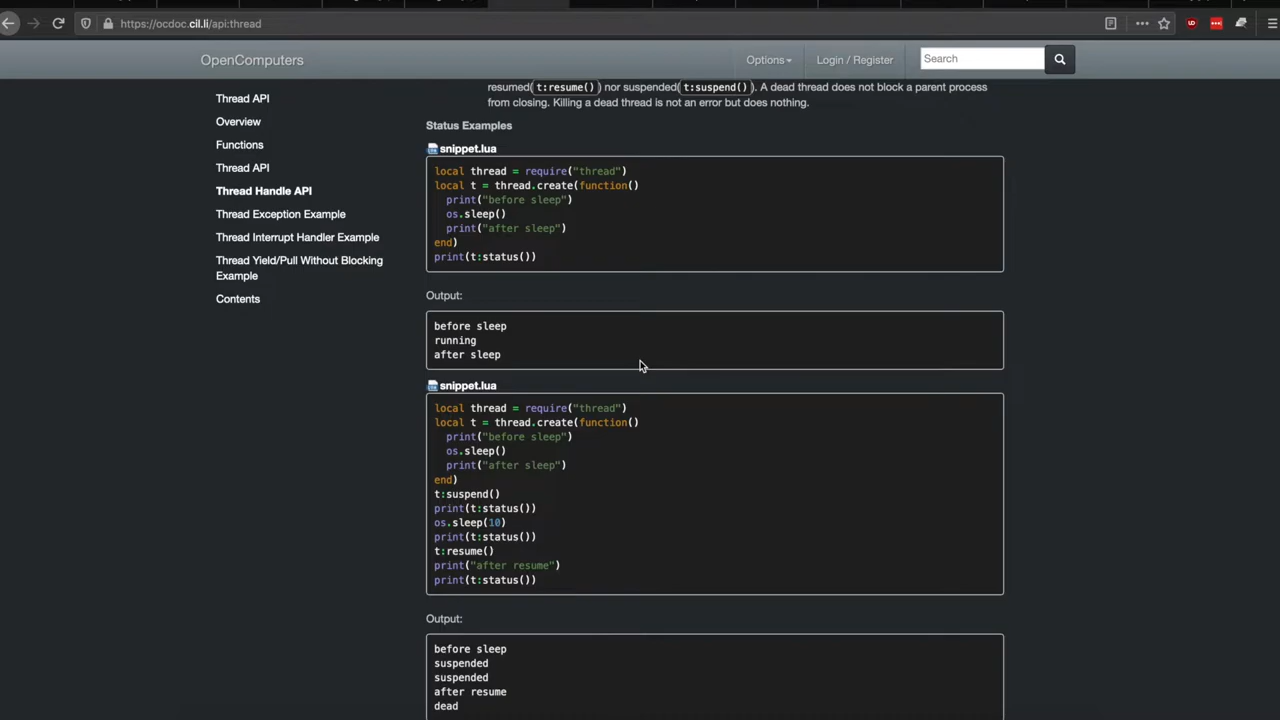 https://ocdoc.cil.li/api:thread
OpenComputers
Options
Login / Register
Search
Thread API
Overview
Functions
Thread API
Thread Handle API
Thread Exception Example
Thread Interrupt Handler Example
Thread Yield/Pull Without Blocking
Example
Contents
resumed(t:resume()) nor suspended(t:suspend()). A dead thread does not block a parent process
from closing. Killing a dead thread is not an error but does nothing.
Status Examples
snippet.lua
local thread = require("thread")
local t = thread.create(function()
  print("before sleep")
  os.sleep()
  print("after sleep")
end)
print(t:status())
Output:
before sleep
running
after sleep
snippet.lua
local thread = require("thread")
local t = thread.create(function()
  print("before sleep")
  os.sleep()
  print("after sleep")
end)
t:suspend()
print(t:status())
os.sleep(10)
print(t:status())
t:resume()
print("after resume")
print(t:status())
Output:
before sleep
suspended
suspended
after resume
dead